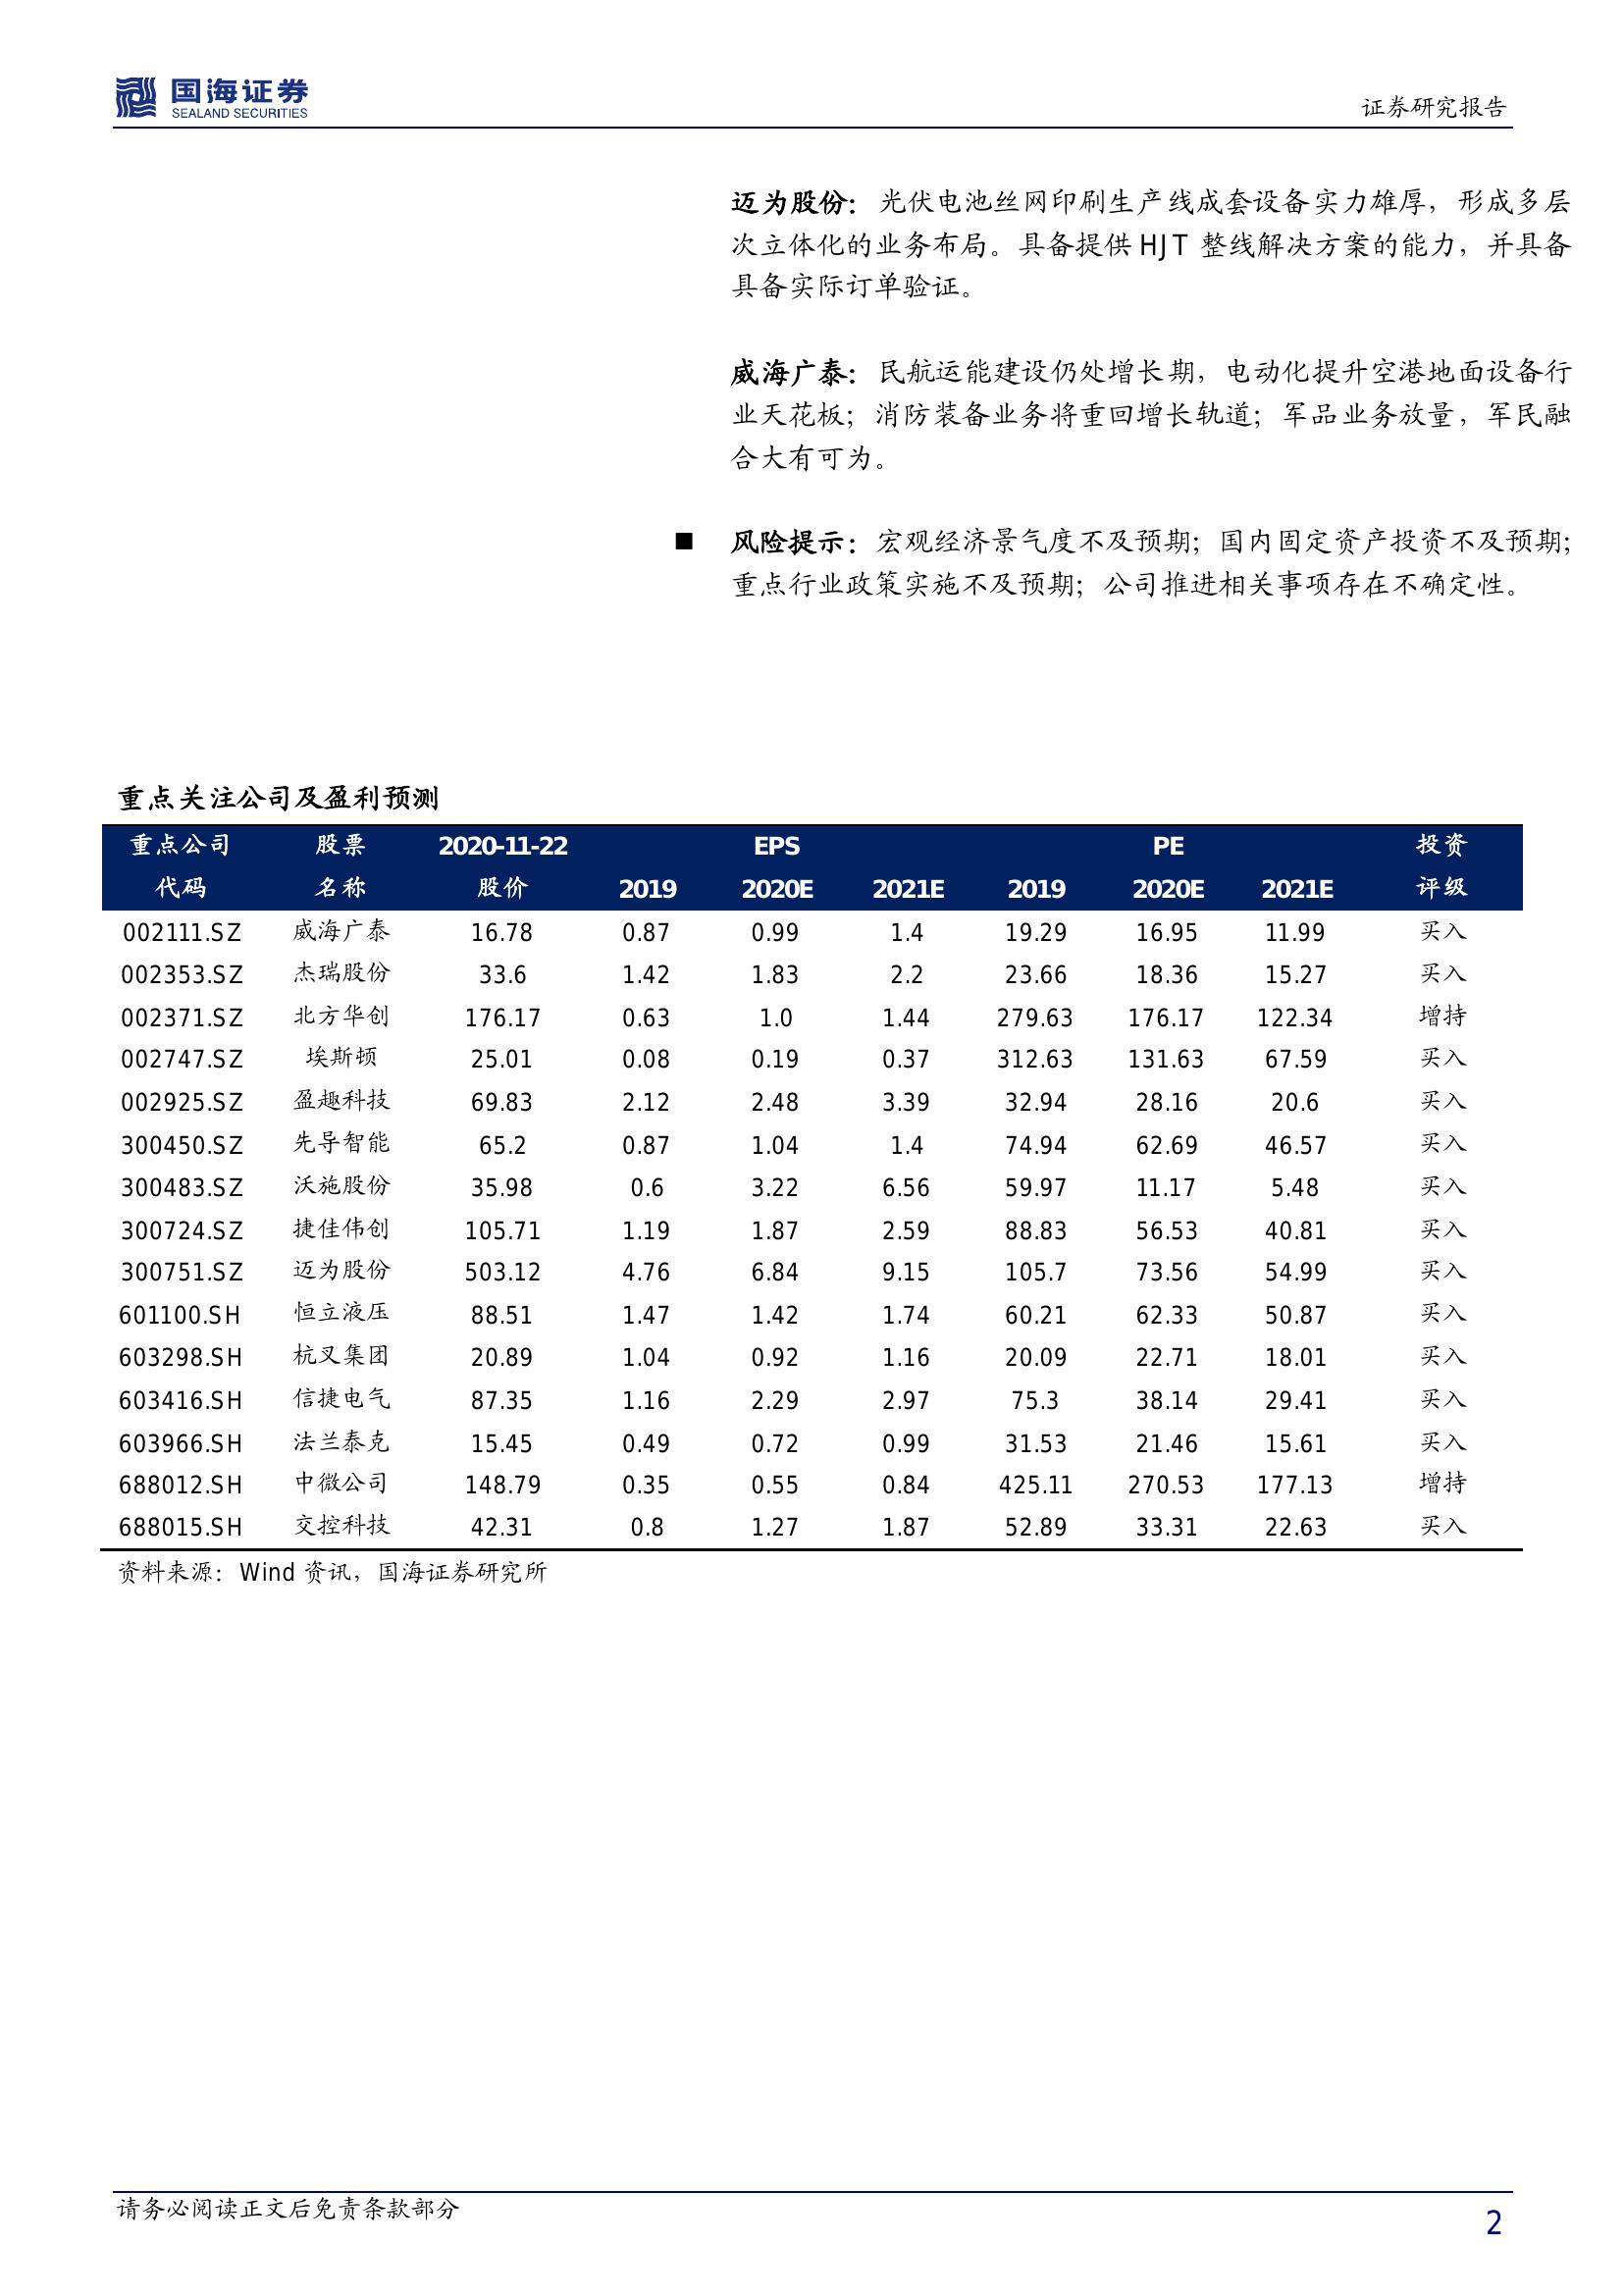 国海证券
SEALAND SECURITIES
证券研究报告
迈为股份：光伏电池丝网印刷生产线成套设备实力雄厚，形成多层
次立体化的业务布局。具备提供 HJT 整线解决方案的能力，并具备
具备实际订单验证。
威海广泰：民航运能建设仍处增长期，电动化提升空港地面设备行
业天花板；消防装备业务将重回增长轨道；军品业务放量，军民融
合大有可为。
■ 风险提示：宏观经济景气度不及预期；国内固定资产投资不及预期；
重点行业政策实施不及预期；公司推进相关事项存在不确定性。
重点关注公司及盈利预测
重点公司 股票 2020-11-22 EPS PE 投资
代码 名称 股价 2019 2020E 2021E 2019 2020E 2021E 评级
002111.SZ 威海广泰 16.78 0.87 0.99 1.4 19.29 16.95 11.99 买入
002353.SZ 杰瑞股份 33.6 1.42 1.83 2.2 23.66 18.36 15.27 买入
002371.SZ 北方华创 176.17 0.63 1.0 1.44 279.63 176.17 122.34 增持
002747.SZ 埃斯顿 25.01 0.08 0.19 0.37 312.63 131.63 67.59 买入
002925.SZ 盈趣科技 69.83 2.12 2.48 3.39 32.94 28.16 20.6 买入
300450.SZ 先导智能 65.2 0.87 1.04 1.4 74.94 62.69 46.57 买入
300483.SZ 沃施股份 35.98 0.6 3.22 6.56 59.97 11.17 5.48 买入
300724.SZ 捷佳伟创 105.71 1.19 1.87 2.59 88.83 56.53 40.81 买入
300751.SZ 迈为股份 503.12 4.76 6.84 9.15 105.7 73.56 54.99 买入
601100.SH 恒立液压 88.51 1.47 1.42 1.74 60.21 62.33 50.87 买入
603298.SH 杭叉集团 20.89 1.04 0.92 1.16 20.09 22.71 18.01 买入
603416.SH 信捷电气 87.35 1.16 2.29 2.97 75.3 38.14 29.41 买入
603966.SH 法兰泰克 15.45 0.49 0.72 0.99 31.53 21.46 15.61 买入
688012.SH 中微公司 148.79 0.35 0.55 0.84 425.11 270.53 177.13 增持
688015.SH 交控科技 42.31 0.8 1.27 1.87 52.89 33.31 22.63 买入
资料来源：Wind 资讯，国海证券研究所
请务必阅读正文后免责条款部分
2